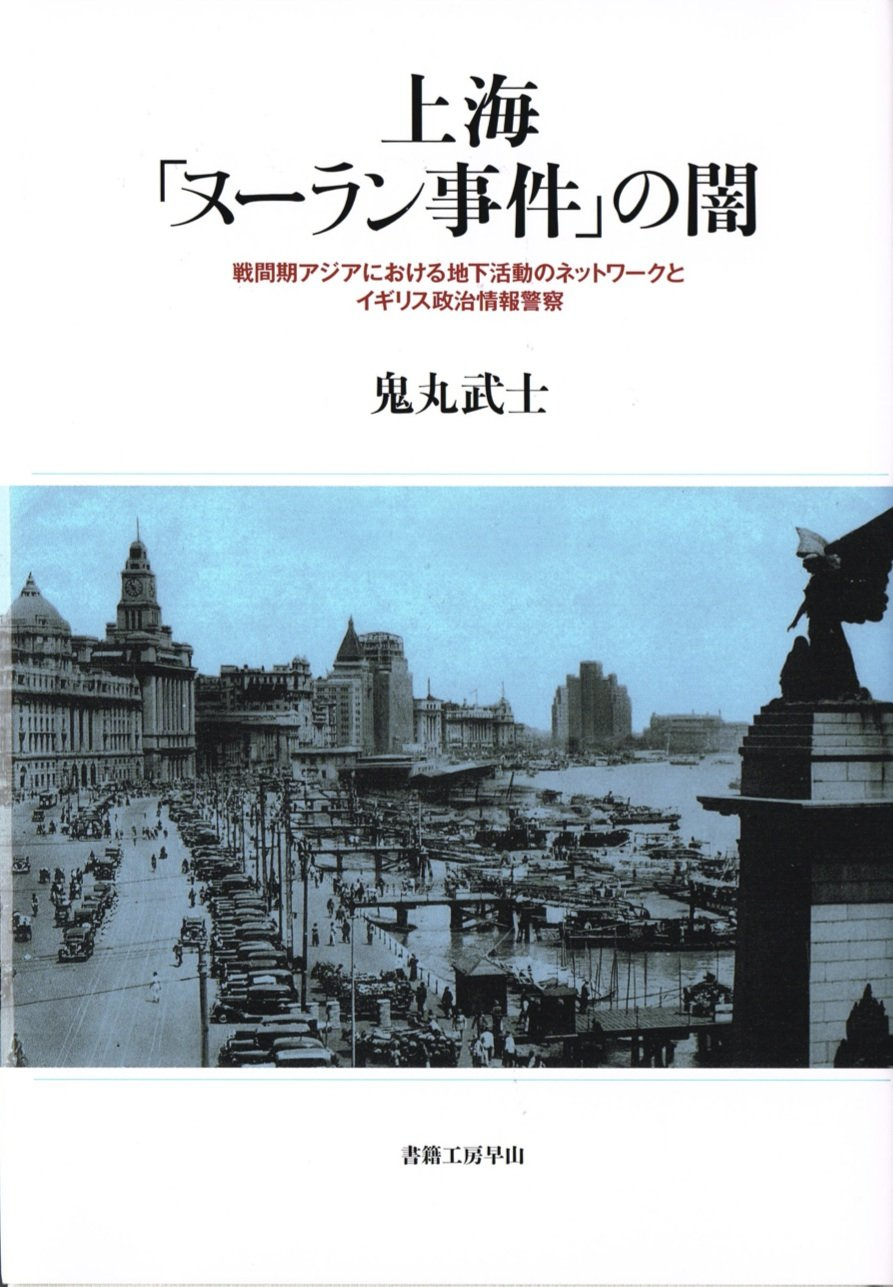 上海
「ヌーラン事件」の闇
戦間期アジアにおける地下活動のネットワークと
イギリス政治情報警察
鬼丸武士
書籍工房早山